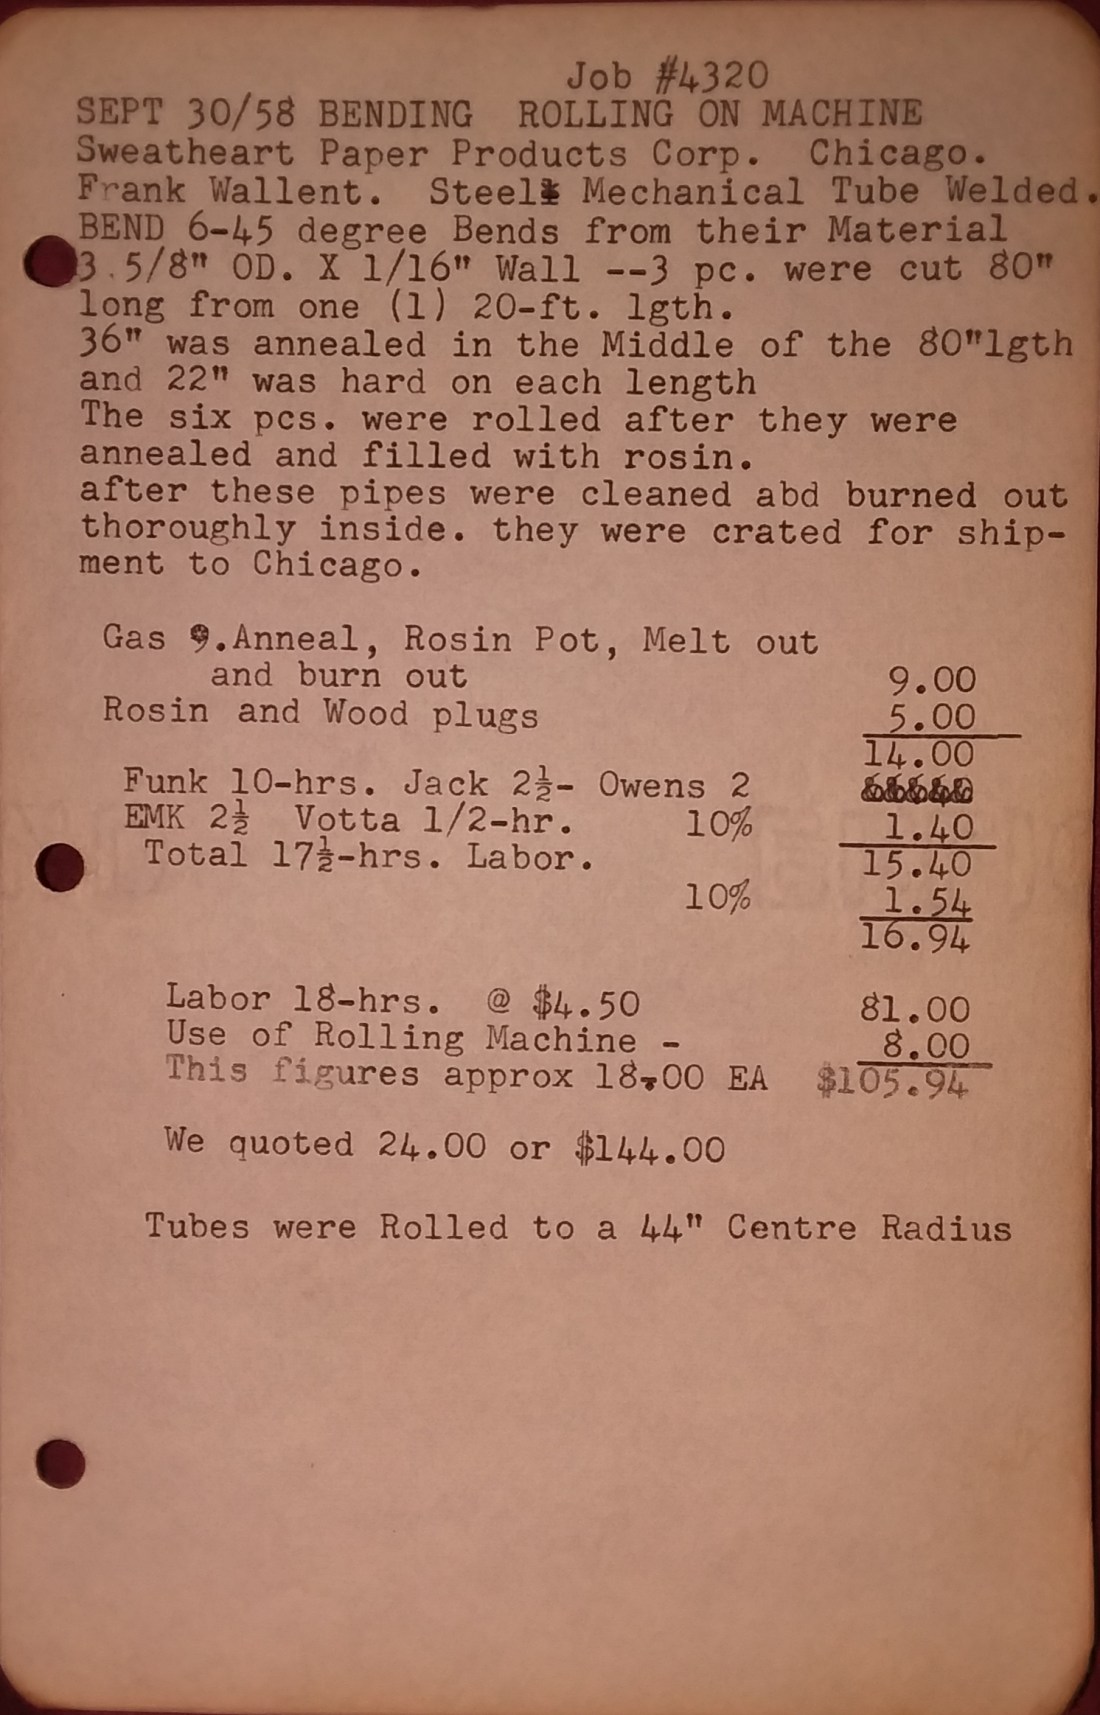 Job #4320
SEPT 30/58 BENDING ROLLING ON MACHINE
Sweatheart Paper Products Corp. Chicago.
Frank Wallent. Steel Mechanical Tube Welded.
BEND 6-45 degree Bends from their Material
3.5/8" OD. X 1/16" Wall --3 pc. were cut 80"
long from one (1) 20-ft. lgth.
36" was annealed in the Middle of the 80"lgth
and 22" was hard on each length
The six pcs. were rolled after they were
annealed and filled with rosin.
after these pipes were cleaned abd burned out
thoroughly inside. they were crated for ship-
ment to Chicago.
Gas 9.Anneal, Rosin Pot, Melt out
and burn out 9.00
Rosin and Wood plugs 5.00
14.00
Funk 10-hrs. Jack 2½- Owens 2
EMK 2½ Votta 1/2-hr. 10% 1.40
Total 17½-hrs. Labor. 15.40
10% 1.54
16.94
Labor 18-hrs. @ $4.50 81.00
Use of Rolling Machine - 8.00
This figures approx 18.00 EA $105.94
We quoted 24.00 or $144.00
Tubes were Rolled to a 44" Centre Radius